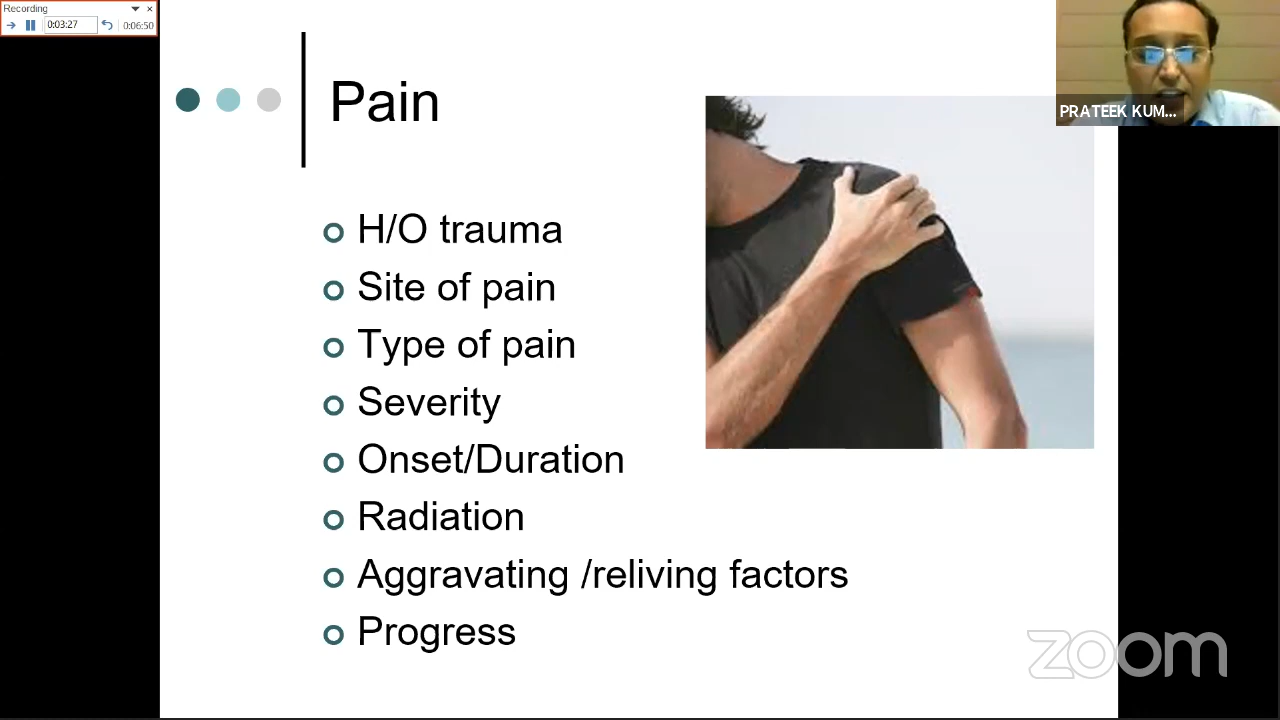 Recording
0:03:27
0:06:50
Pain
PRATEEK KUM...
H/O trauma
Site of pain
Type of pain
Severity
Onset/Duration
Radiation
Aggravating /reliving factors
Progress
zoom